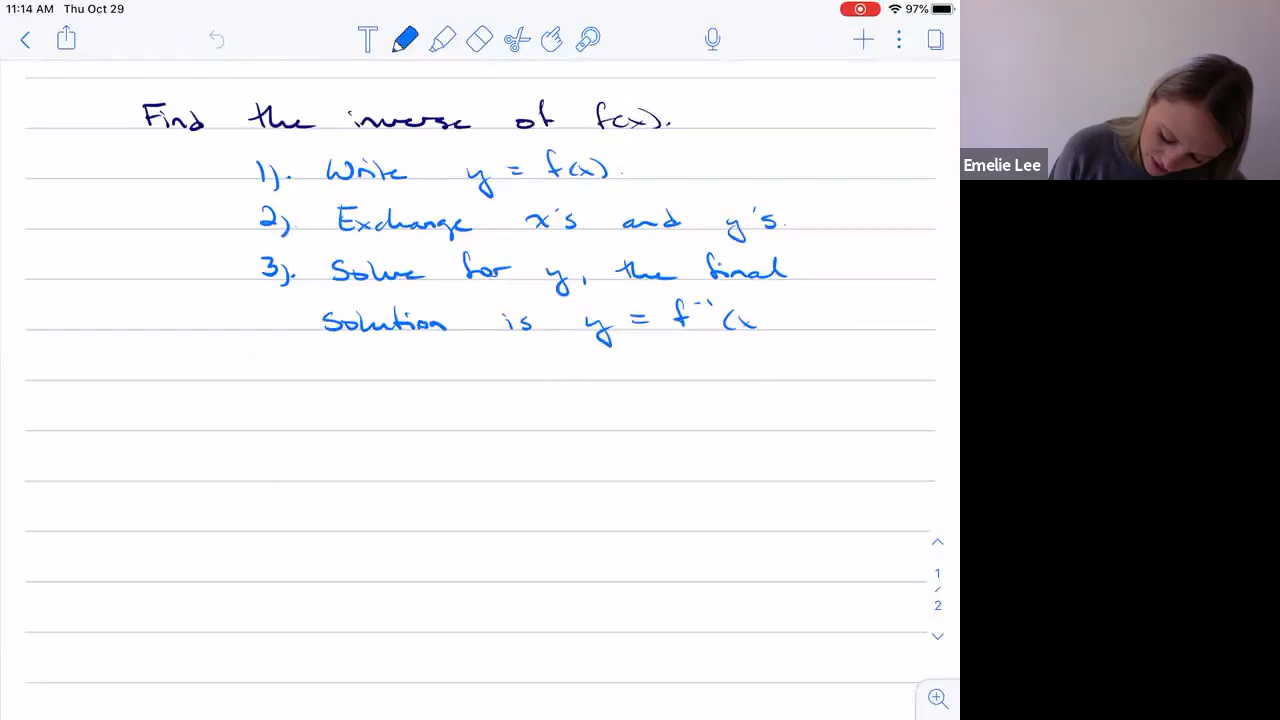 11:14 AM Thu Oct 29
97%
Find the inverse of f(x).
1). Write y = f(x).
2). Exchange x's and y's.
3). Solve for y, the final
solution is y = f⁻¹(x
Emelie Lee
1
/
2